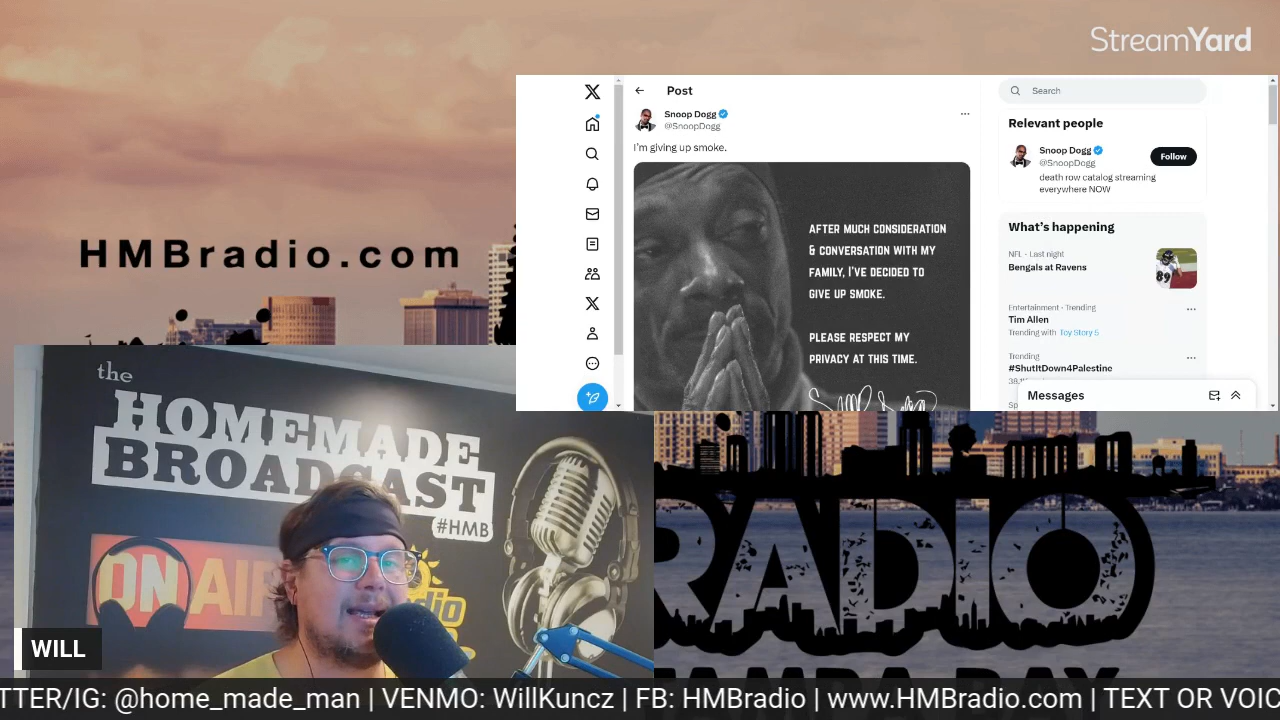 StreamYard
HMBradio.com
Post
Search
Snoop Dogg
@SnoopDogg
I'm giving up smoke.
AFTER MUCH CONSIDERATION
& CONVERSATION WITH MY
FAMILY, I'VE DECIDED TO
GIVE UP SMOKE.
PLEASE RESPECT MY
PRIVACY AT THIS TIME.
Relevant people
Snoop Dogg
@SnoopDogg
Follow
death row catalog streaming
everywhere NOW
What's happening
NFL · Last night
Bengals at Ravens
89
Entertainment · Trending
Tim Allen
Trending with Toy Story 5
Trending
#ShutItDown4Palestine
Messages
the
HOMEMADE
BROADCAST
#HMB
ON AIR
RADIO
TAMPA BAY
WILL
TTER/IG: @home_made_man | VENMO: WillKuncz | FB: HMBradio | www.HMBradio.com | TEXT OR VOIC